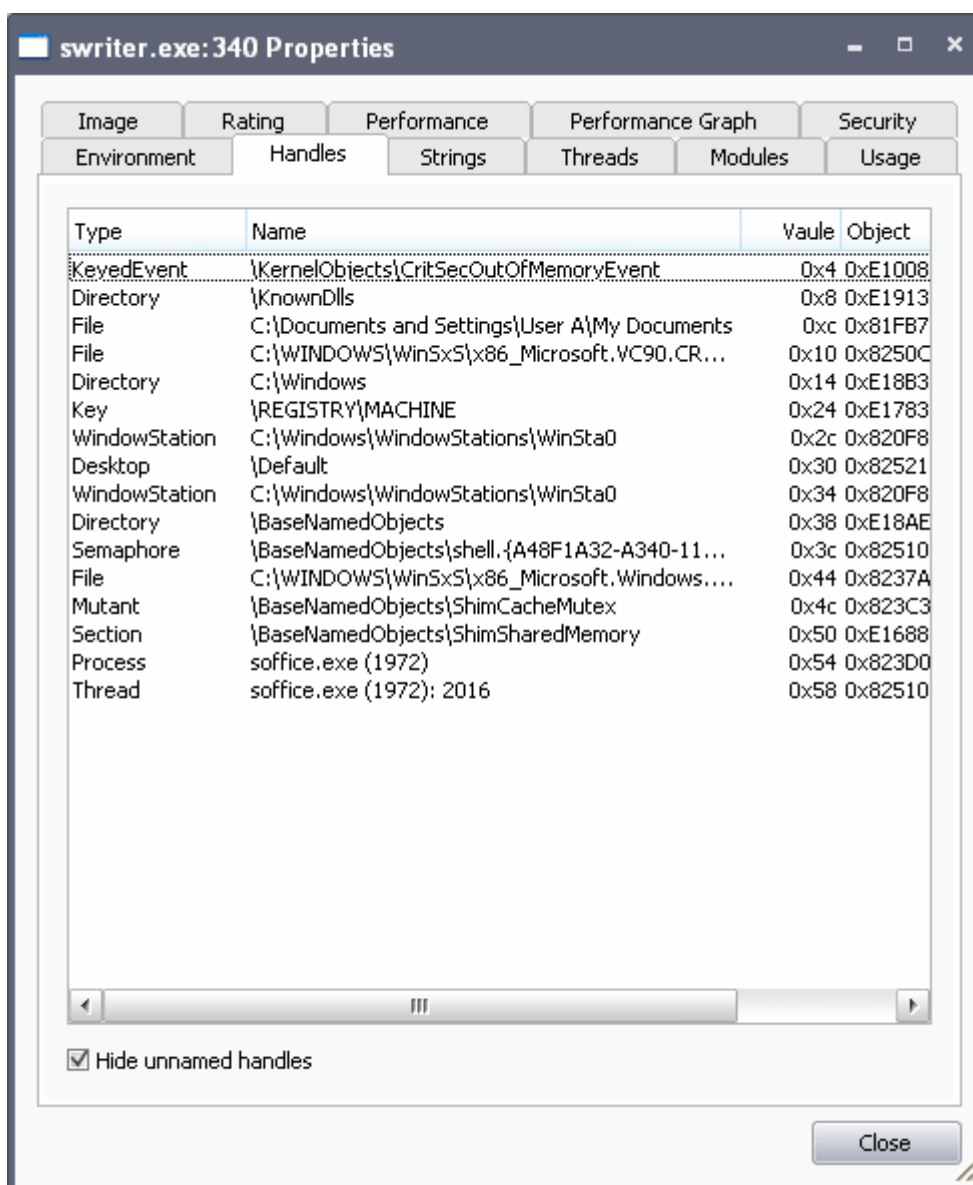 swriter.exe:340 Properties
Image Rating Performance Performance Graph Security
Environment Handles Strings Threads Modules Usage
Type Name Vaule Object
KeyedEvent \KernelObjects\CritSecOutOfMemoryEvent 0x4 0xE1008
Directory \KnownDlls 0x8 0xE1913
File C:\Documents and Settings\User A\My Documents 0xc 0x81FB7
File C:\WINDOWS\WinSxS\x86_Microsoft.VC90.CR... 0x10 0x8250C
Directory C:\Windows 0x14 0xE18B3
Key \REGISTRY\MACHINE 0x24 0xE1783
WindowStation C:\Windows\WindowStations\WinSta0 0x2c 0x820F8
Desktop \Default 0x30 0x82521
WindowStation C:\Windows\WindowStations\WinSta0 0x34 0x820F8
Directory \BaseNamedObjects 0x38 0xE18AE
Semaphore \BaseNamedObjects\shell.{A48F1A32-A340-11... 0x3c 0x82510
File C:\WINDOWS\WinSxS\x86_Microsoft.Windows.... 0x44 0x8237A
Mutant \BaseNamedObjects\ShimCacheMutex 0x4c 0x823C3
Section \BaseNamedObjects\ShimSharedMemory 0x50 0xE1688
Process soffice.exe (1972) 0x54 0x823D0
Thread soffice.exe (1972): 2016 0x58 0x82510
Hide unnamed handles
Close